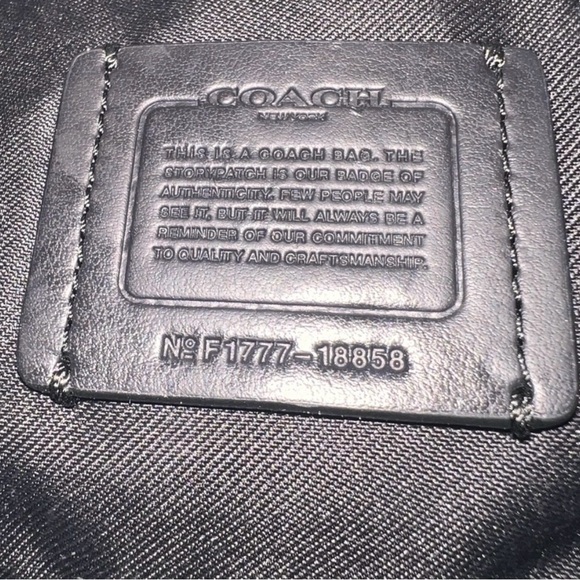 COACH
NEW YORK
THIS IS A COACH BAG. THE
STORYPATCH IS OUR BADGE OF
AUTHENTICITY. FEW PEOPLE MAY
SEE IT, BUT IT WILL ALWAYS BE A
REMINDER OF OUR COMMITMENT
TO QUALITY AND CRAFTSMANSHIP.
Nº F1777-18858